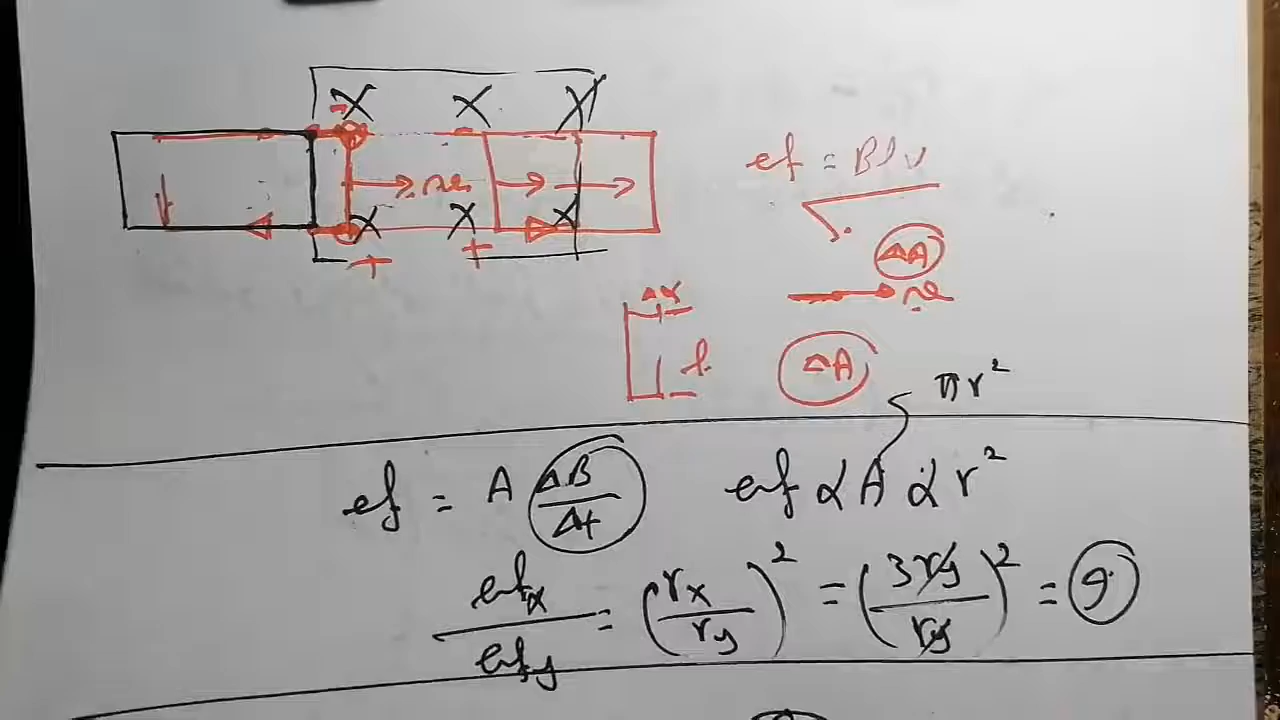 X X X
X X X
- -
+ +
ef = Blv
ΔA
Δx
l
ΔA
πr²
ef = A ΔB/Δt ef α A α r²
efx/efy = (rx/ry)² = (3ry/ry)² = 9